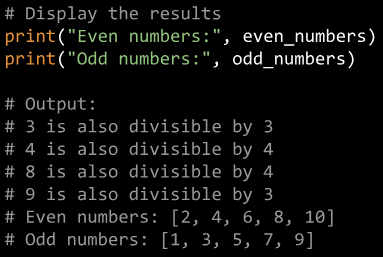 # Display the results
print("Even numbers:", even_numbers)
print("Odd numbers:", odd_numbers)
# Output:
# 3 is also divisible by 3
# 4 is also divisible by 4
# 8 is also divisible by 4
# 9 is also divisible by 3
# Even numbers: [2, 4, 6, 8, 10]
# Odd numbers: [1, 3, 5, 7, 9]